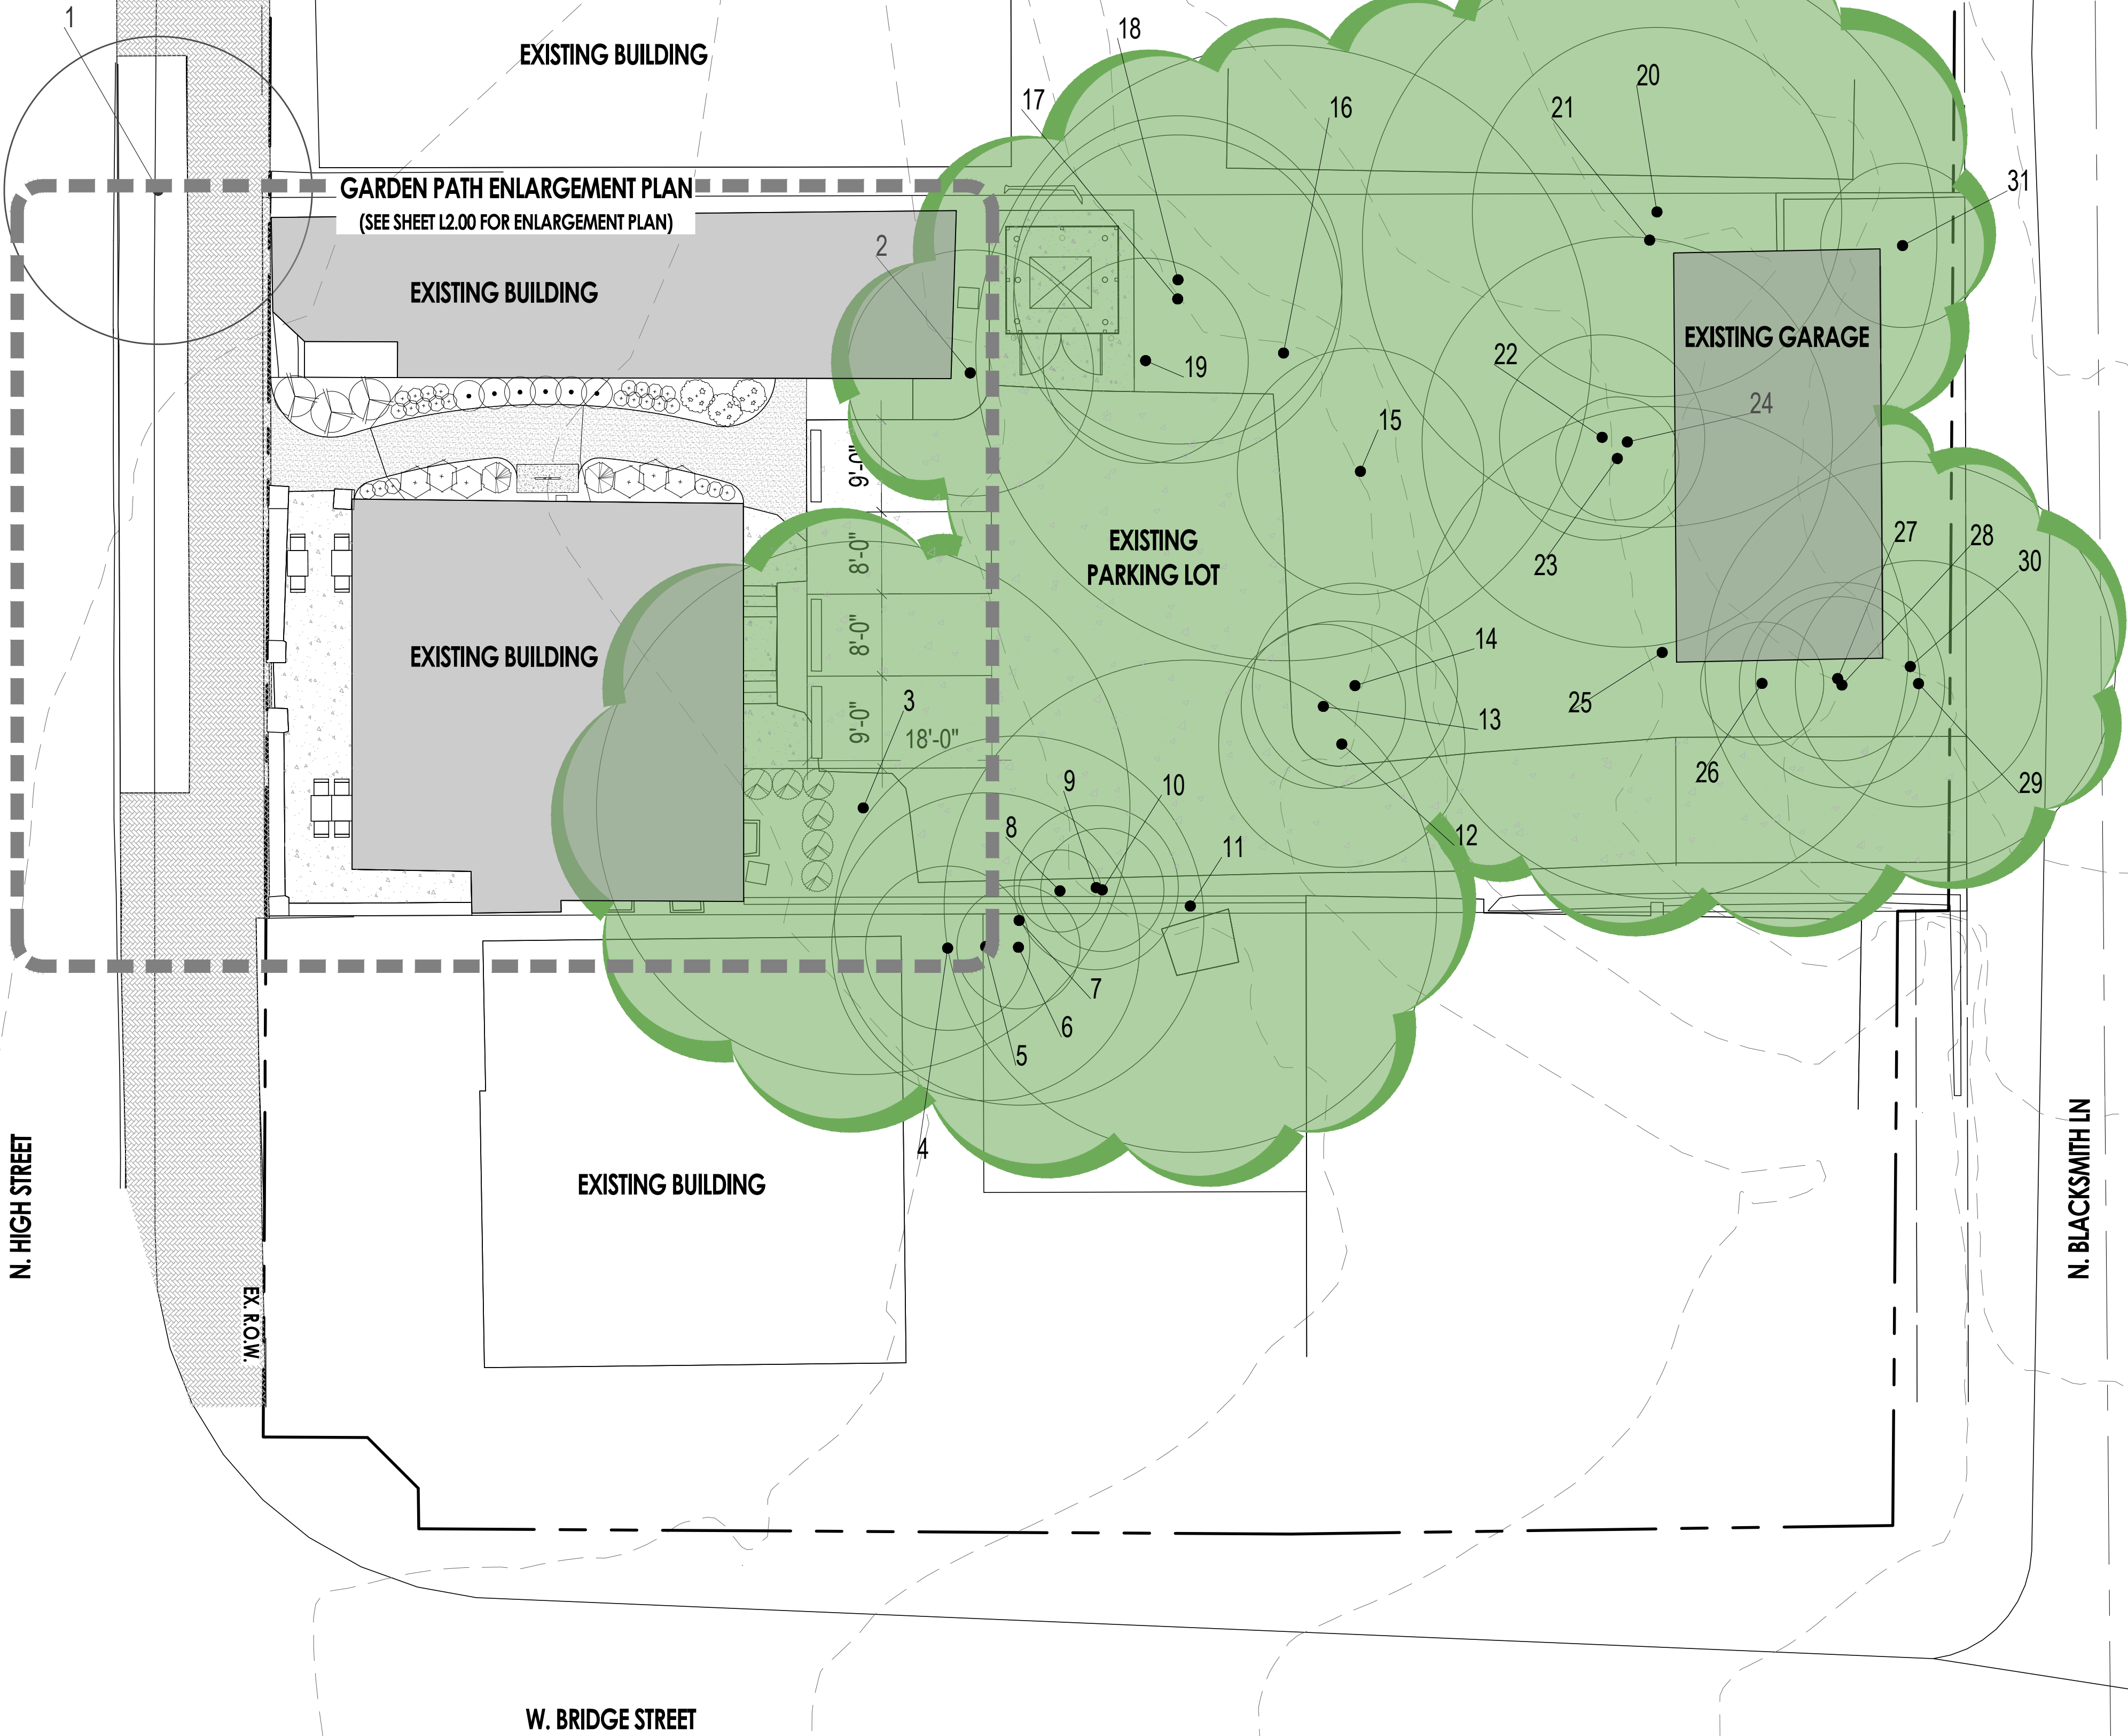 1
18
EXISTING BUILDING
20
17
16
21
31
GARDEN PATH ENLARGEMENT PLAN
(SEE SHEET L2.00 FOR ENLARGEMENT PLAN)
2
EXISTING BUILDING
EXISTING GARAGE
22
19
24
15
9'-0"
EXISTING
PARKING LOT
27
28
8'-0"
23
30
8'-0"
14
EXISTING BUILDING
3
25
13
9'-0"
18'-0"
26
9
10
29
8
12
11
7
6
5
4
EXISTING BUILDING
N. HIGH STREET
N. BLACKSMITH LN
EX. R.O.W.
W. BRIDGE STREET